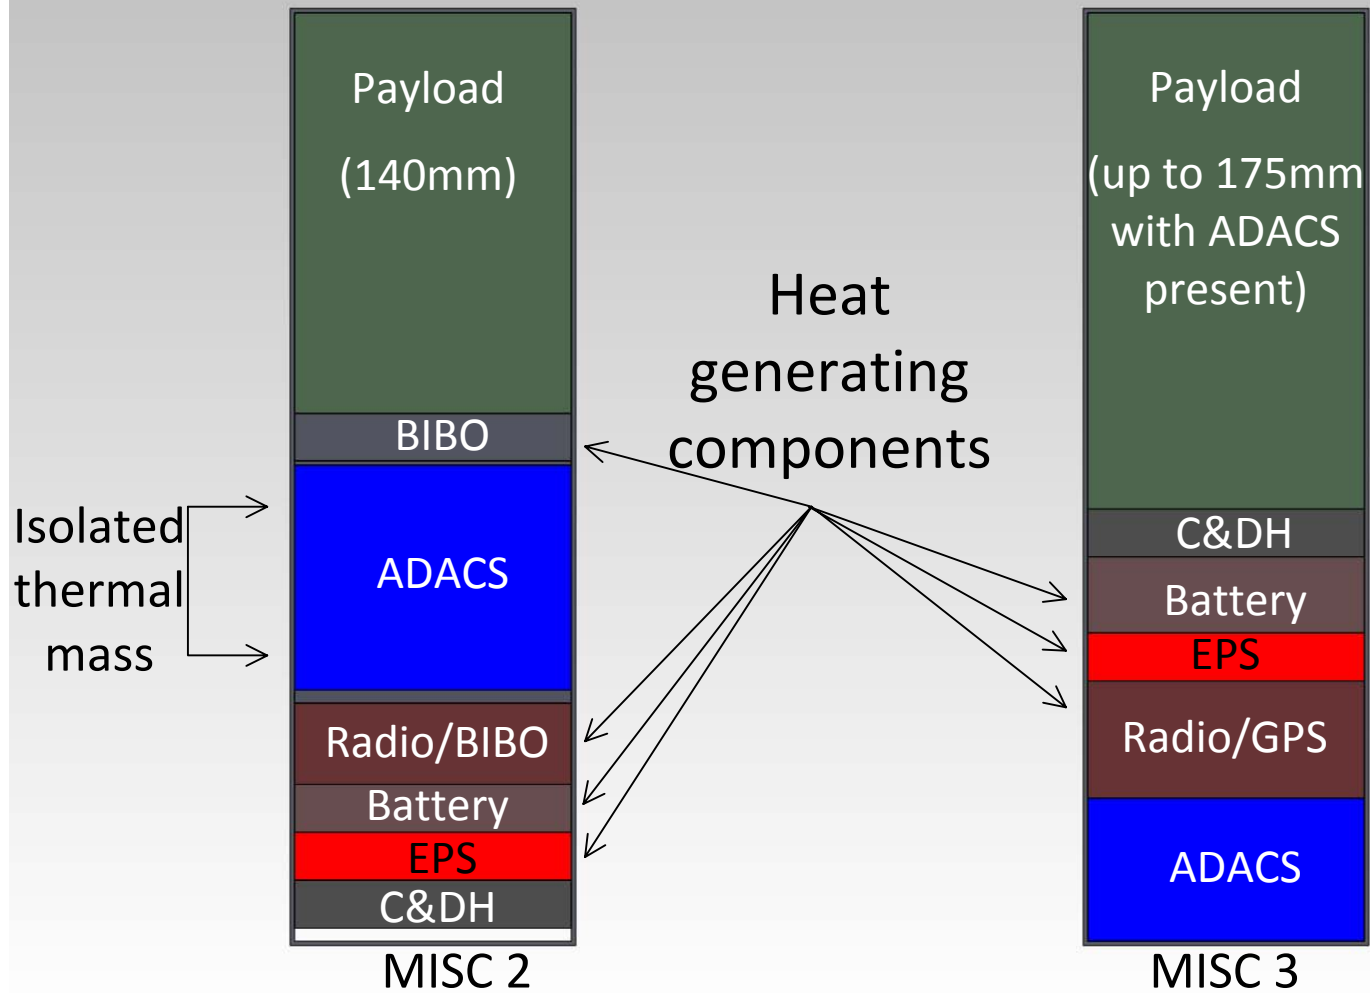 Payload
(140mm)
BIBO
ADACS
Radio/BIBO
Battery
EPS
C&DH
MISC 2
Isolated
thermal
mass
Heat
generating
components
Payload
(up to 175mm
with ADACS
present)
C&DH
Battery
EPS
Radio/GPS
ADACS
MISC 3